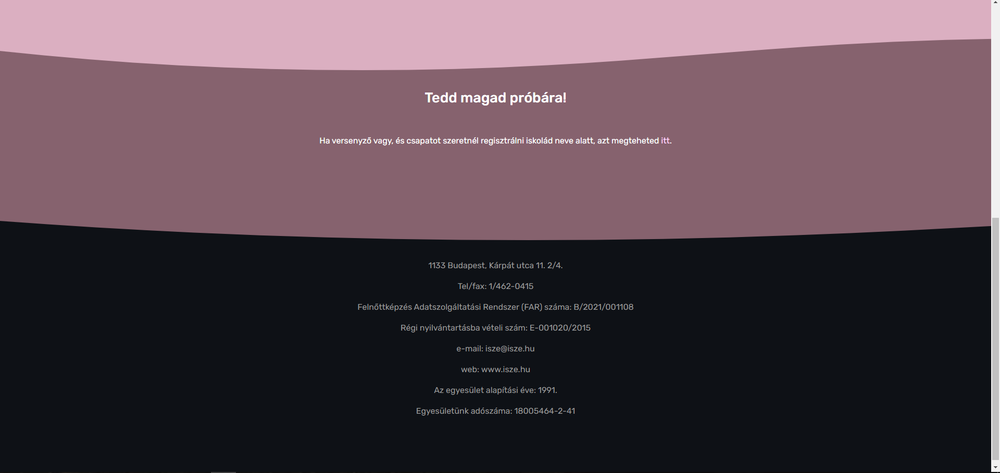 Tedd magad próbára!
Ha versenyző vagy, és csapatot szeretnél regisztrálni iskolád neve alatt, azt megteheted itt.
1133 Budapest, Kárpát utca 11. 2/4.
Tel/fax: 1/462-0415
Felnőttképzés Adatszolgáltatási Rendszer (FAR) száma: B/2021/001108
Régi nyilvántartásba vételi szám: E-001020/2015
e-mail: isze@isze.hu
web: www.isze.hu
Az egyesület alapítási éve: 1991.
Egyesületünk adószáma: 18005464-2-41